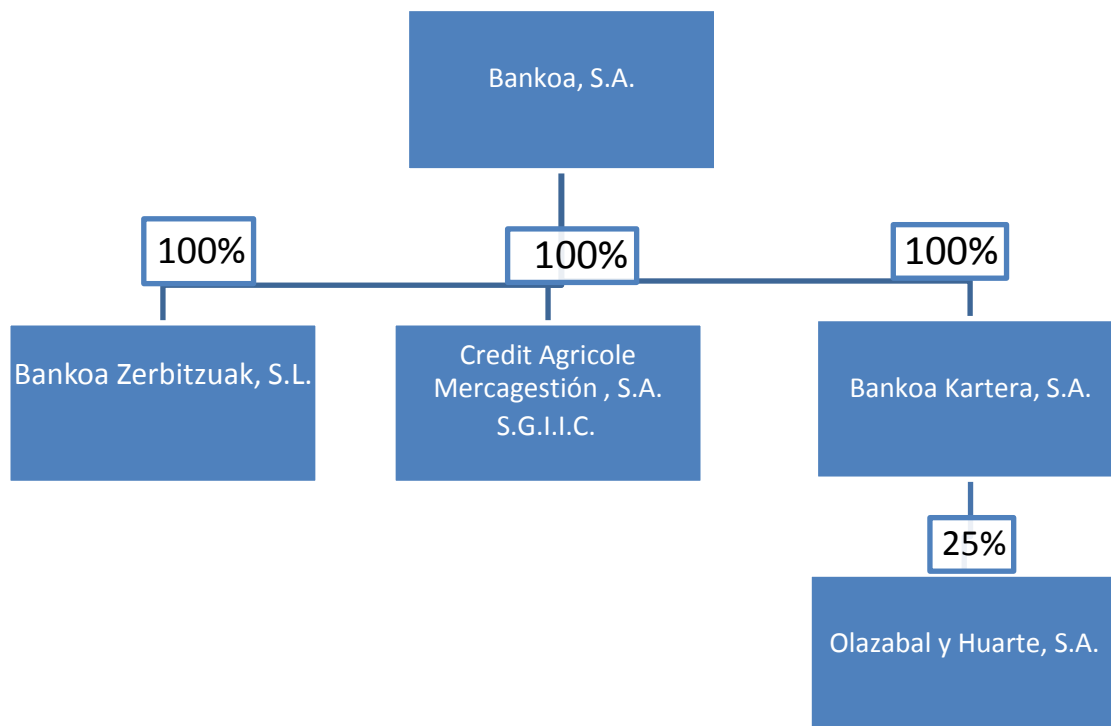 Bankoa, S.A.
100%
100%
100%
Bankoa Zerbitzuak, S.L.
Credit Agricole
Mercagestión , S.A.
S.G.I.I.C.
Bankoa Kartera, S.A.
25%
Olazabal y Huarte, S.A.